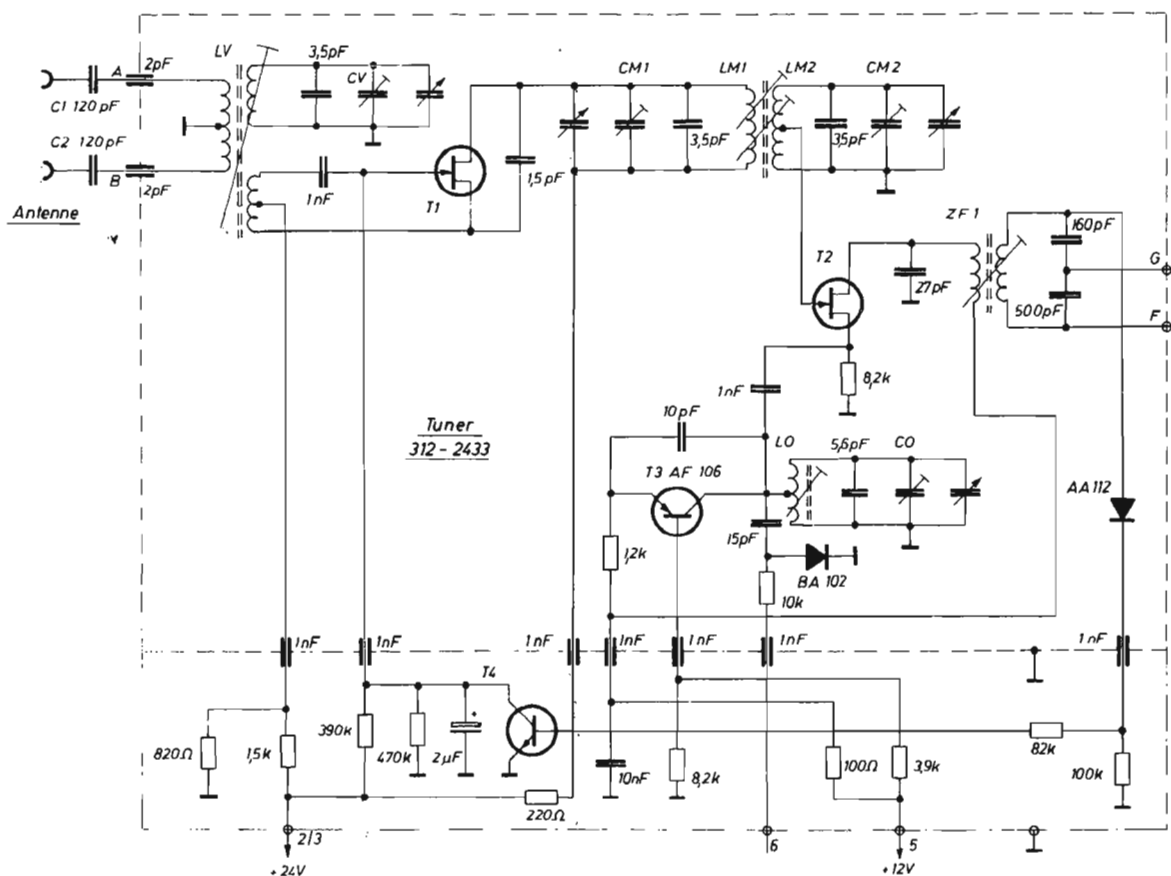 LV
2pF
A
3,5pF
CV
C1 120pF
C2 120pF
B
2pF
Antenne
1nF
T1
1,5pF
CM1
LM1
LM2
CM2
3,5pF
35pF
ZF1
160pF
G
T2
27pF
500pF
F
8,2k
1nF
Tuner
312-2433
10pF
T3 AF 106
LO
5,6pF
CO
AA112
1,2k
15pF
BA 102
10k
1nF
1nF
1nF
1nF
1nF
1nF
1nF
T4
820Ω
1,5k
390k
470k
2µF
+
10nF
8,2k
100Ω
3,9k
82k
100k
220Ω
2/3
6
5
+24V
+12V